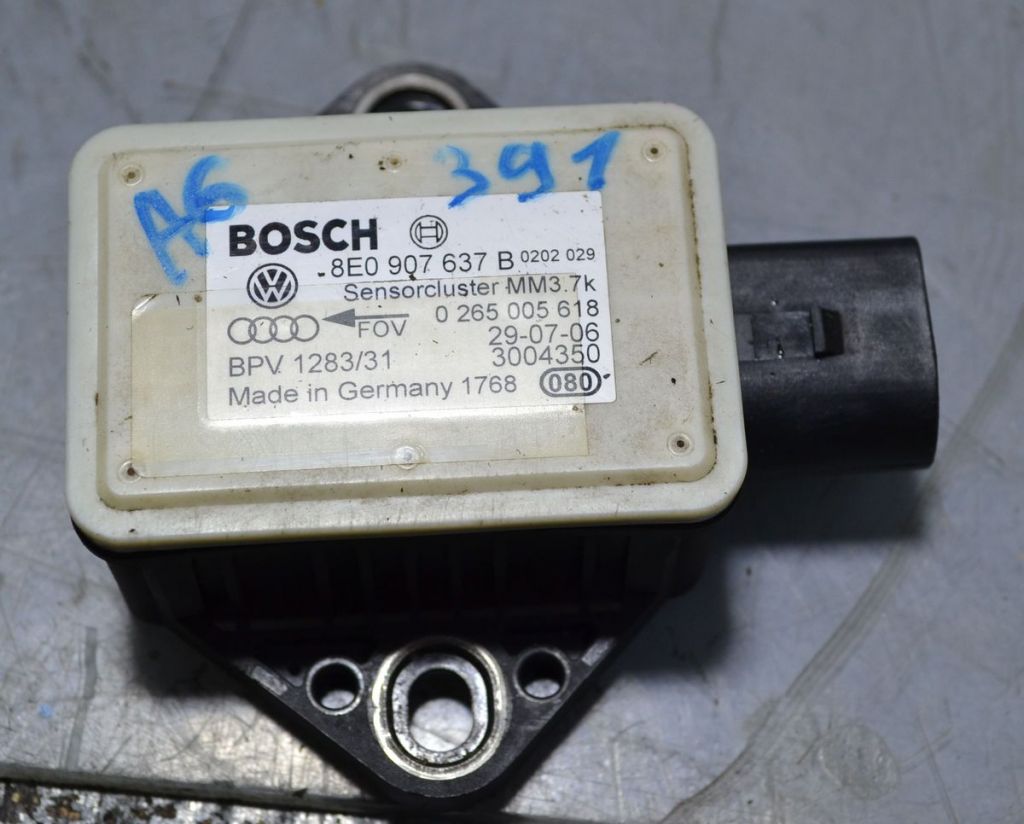 A6 391
BOSCH
8E0 907 637 B 0202 029
Sensorcluster MM3.7k
FOV 0 265 005 618
29-07-06
BPV 1283/31 3004350
Made in Germany 1768 080